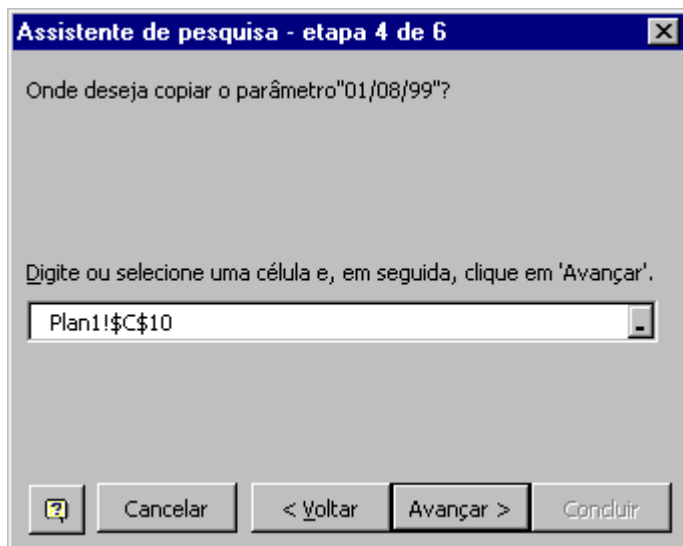 Assistente de pesquisa - etapa 4 de 6
Onde deseja copiar o parâmetro"01/08/99"?
Digite ou selecione uma célula e, em seguida, clique em 'Avançar'.
Plan1!$C$10
Cancelar < Voltar Avançar > Concluir